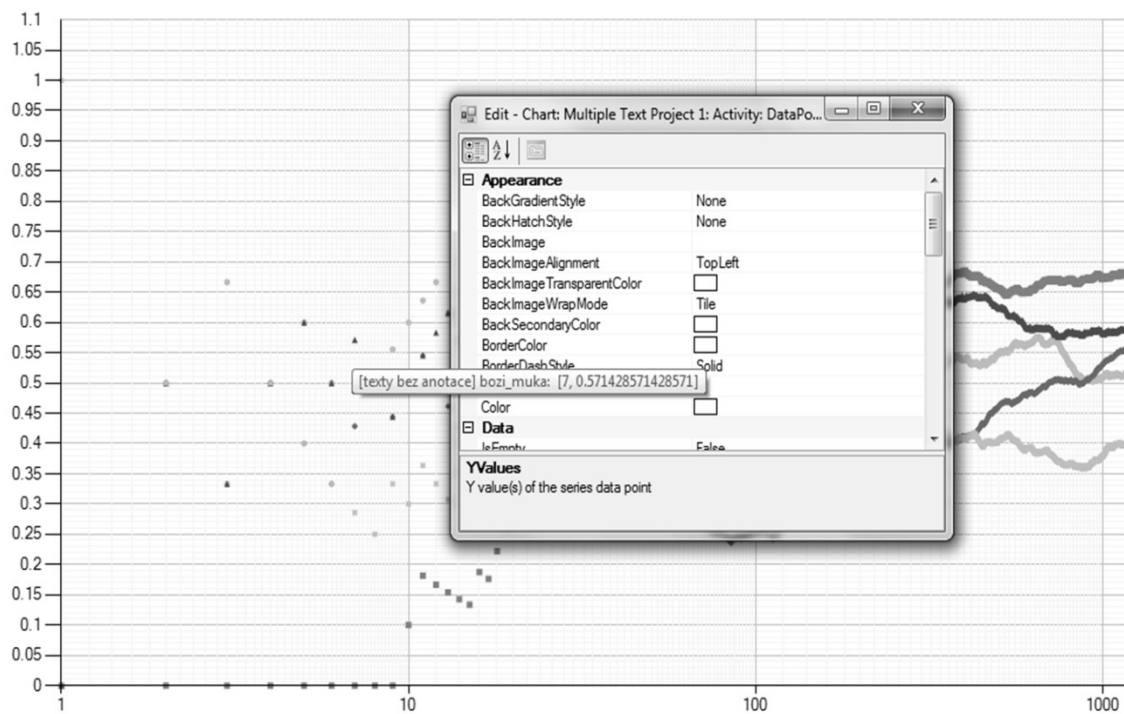 1.1
1.05
1
0.95
0.9
0.85
0.8
0.75
0.7
0.65
0.6
0.55
0.5
0.45
0.4
0.35
0.3
0.25
0.2
0.15
0.1
0.05
0
1 10 100 1000
Edit - Chart: Multiple Text Project 1: Activity: DataPo...
Appearance
BackGradientStyle None
BackHatchStyle None
BackImage
BackImageAlignment TopLeft
BackImageTransparentColor
BackImageWrapMode Tile
BackSecondaryColor
BorderColor
BorderDashStyle Solid
[texty bez anotace] bozi_muka: [7, 0.571428571428571]
Color
Data
IsEmpty False
YValues
Y value(s) of the series data point